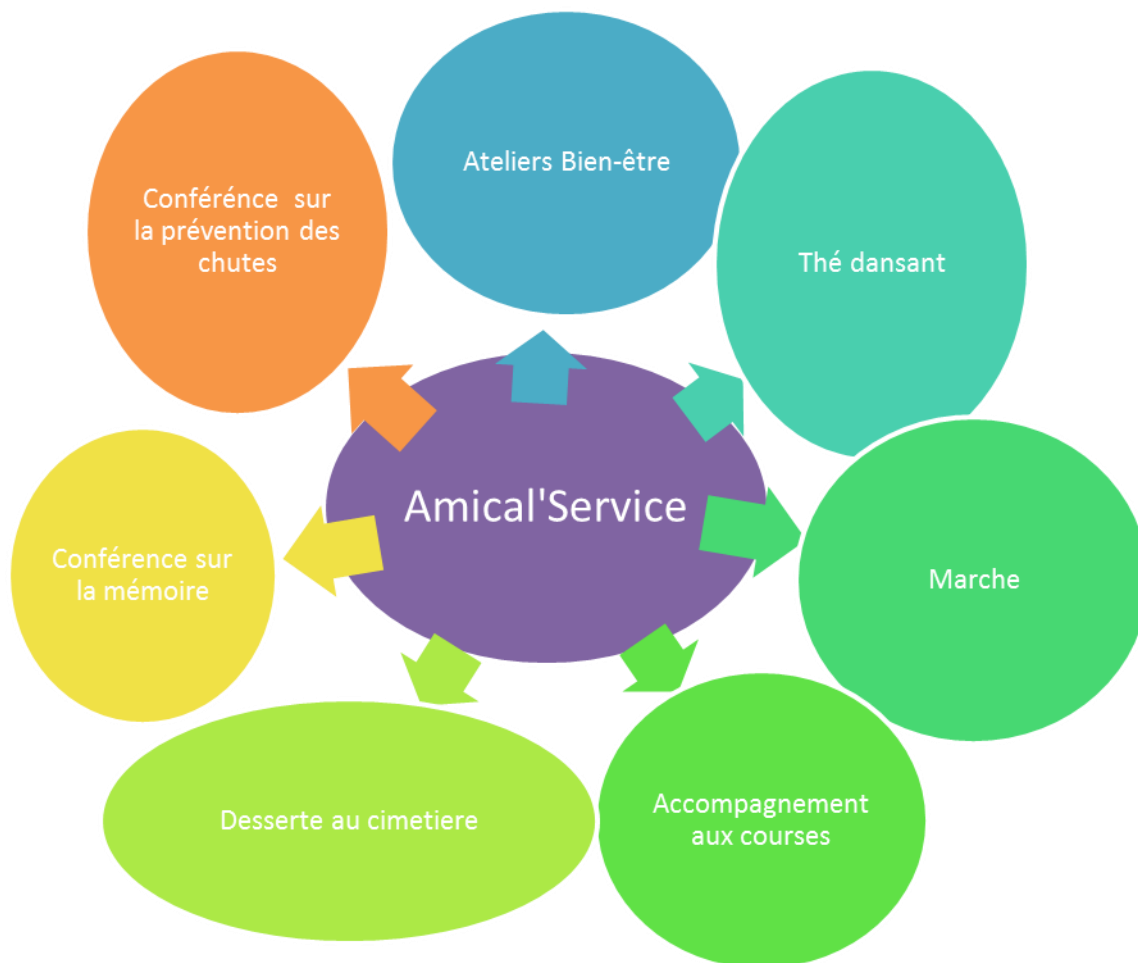 Ateliers Bien-être
Thé dansant
Marche
Accompagnement
aux courses
Desserte au cimetiere
Conférence sur
la mémoire
Conférénce sur
la prévention des
chutes
Amical'Service